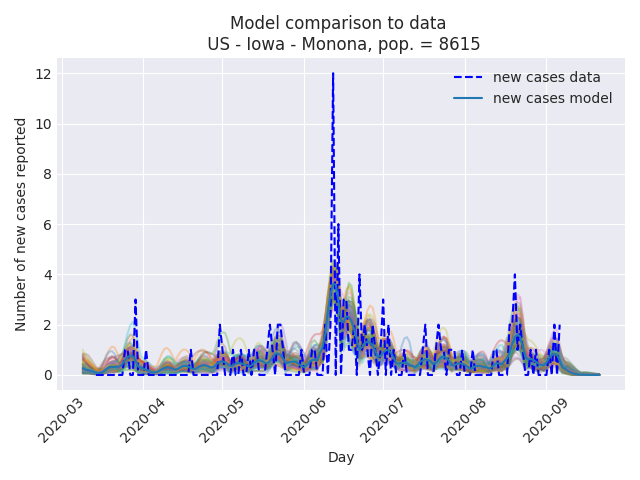 Model comparison to data
US - Iowa - Monona, pop. = 8615
new cases data
new cases model
Number of new cases reported
12
10
8
6
4
2
0
2020-03
2020-04
2020-05
2020-06
2020-07
2020-08
2020-09
Day